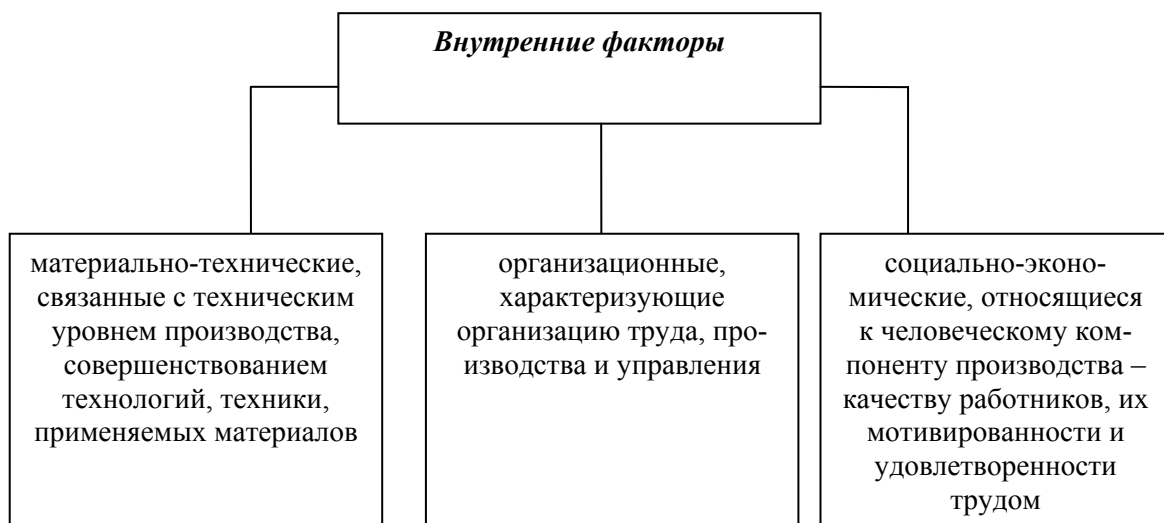 Внутренние факторы
материально-технические,
связанные с техническим
уровнем производства,
совершенствованием
технологий, техники,
применяемых материалов
организационные,
характеризующие
организацию труда, про-
изводства и управления
социально-эконо-
мические, относящиеся
к человеческому ком-
поненту производства –
качеству работников, их
мотивированности и
удовлетворенности
трудом